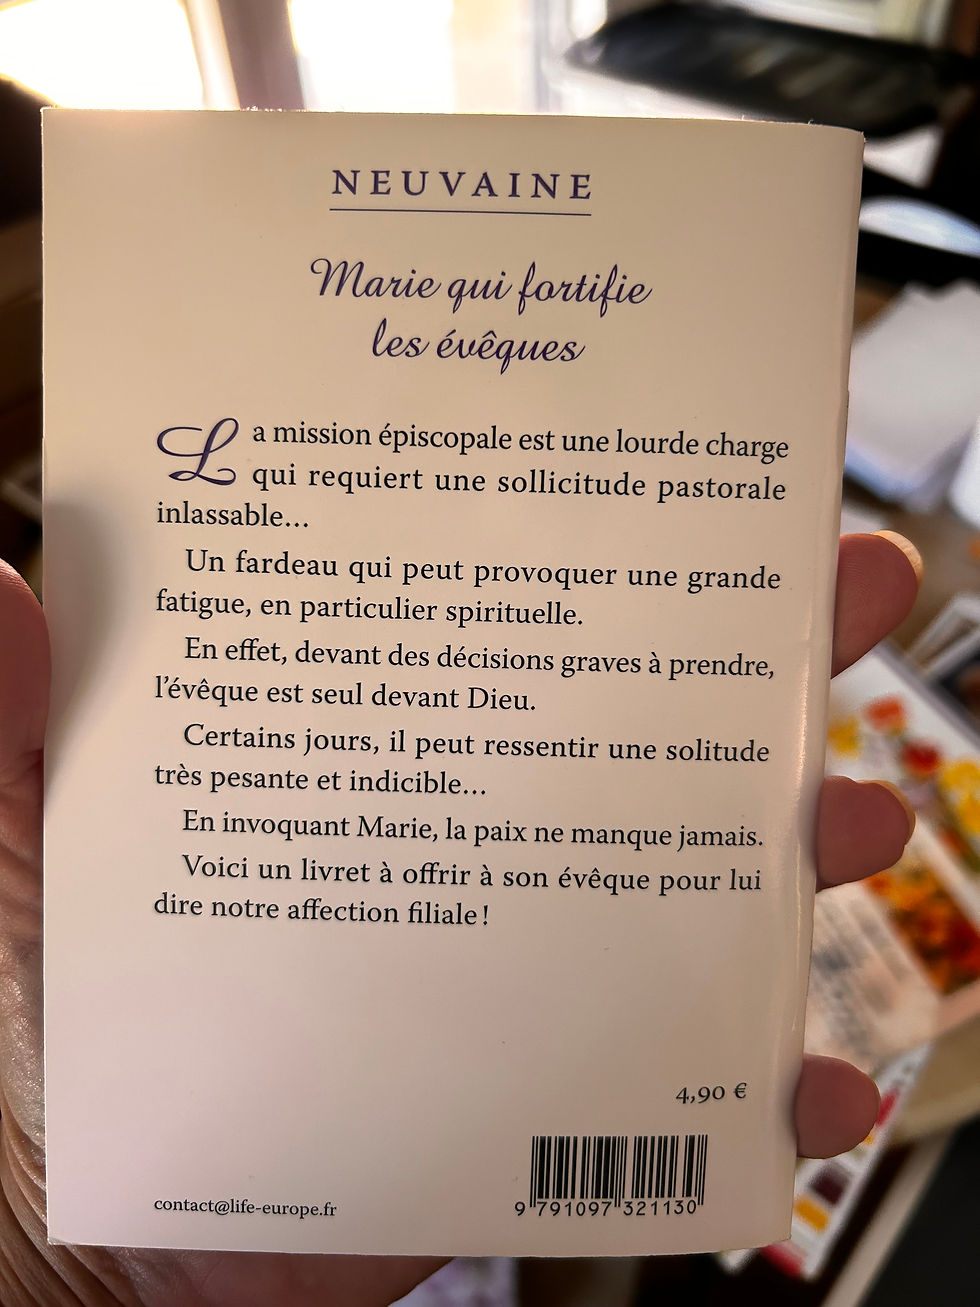 NEUVAINE
Marie qui fortifie
les évêques
La mission épiscopale est une lourde charge
qui requiert une sollicitude pastorale
inlassable…
Un fardeau qui peut provoquer une grande
fatigue, en particulier spirituelle.
En effet, devant des décisions graves à prendre,
l'évêque est seul devant Dieu.
Certains jours, il peut ressentir une solitude
très pesante et indicible…
En invoquant Marie, la paix ne manque jamais.
Voici un livret à offrir à son évêque pour lui
dire notre affection filiale !
4,90 €
contact@life-europe.fr
9 791097 321130